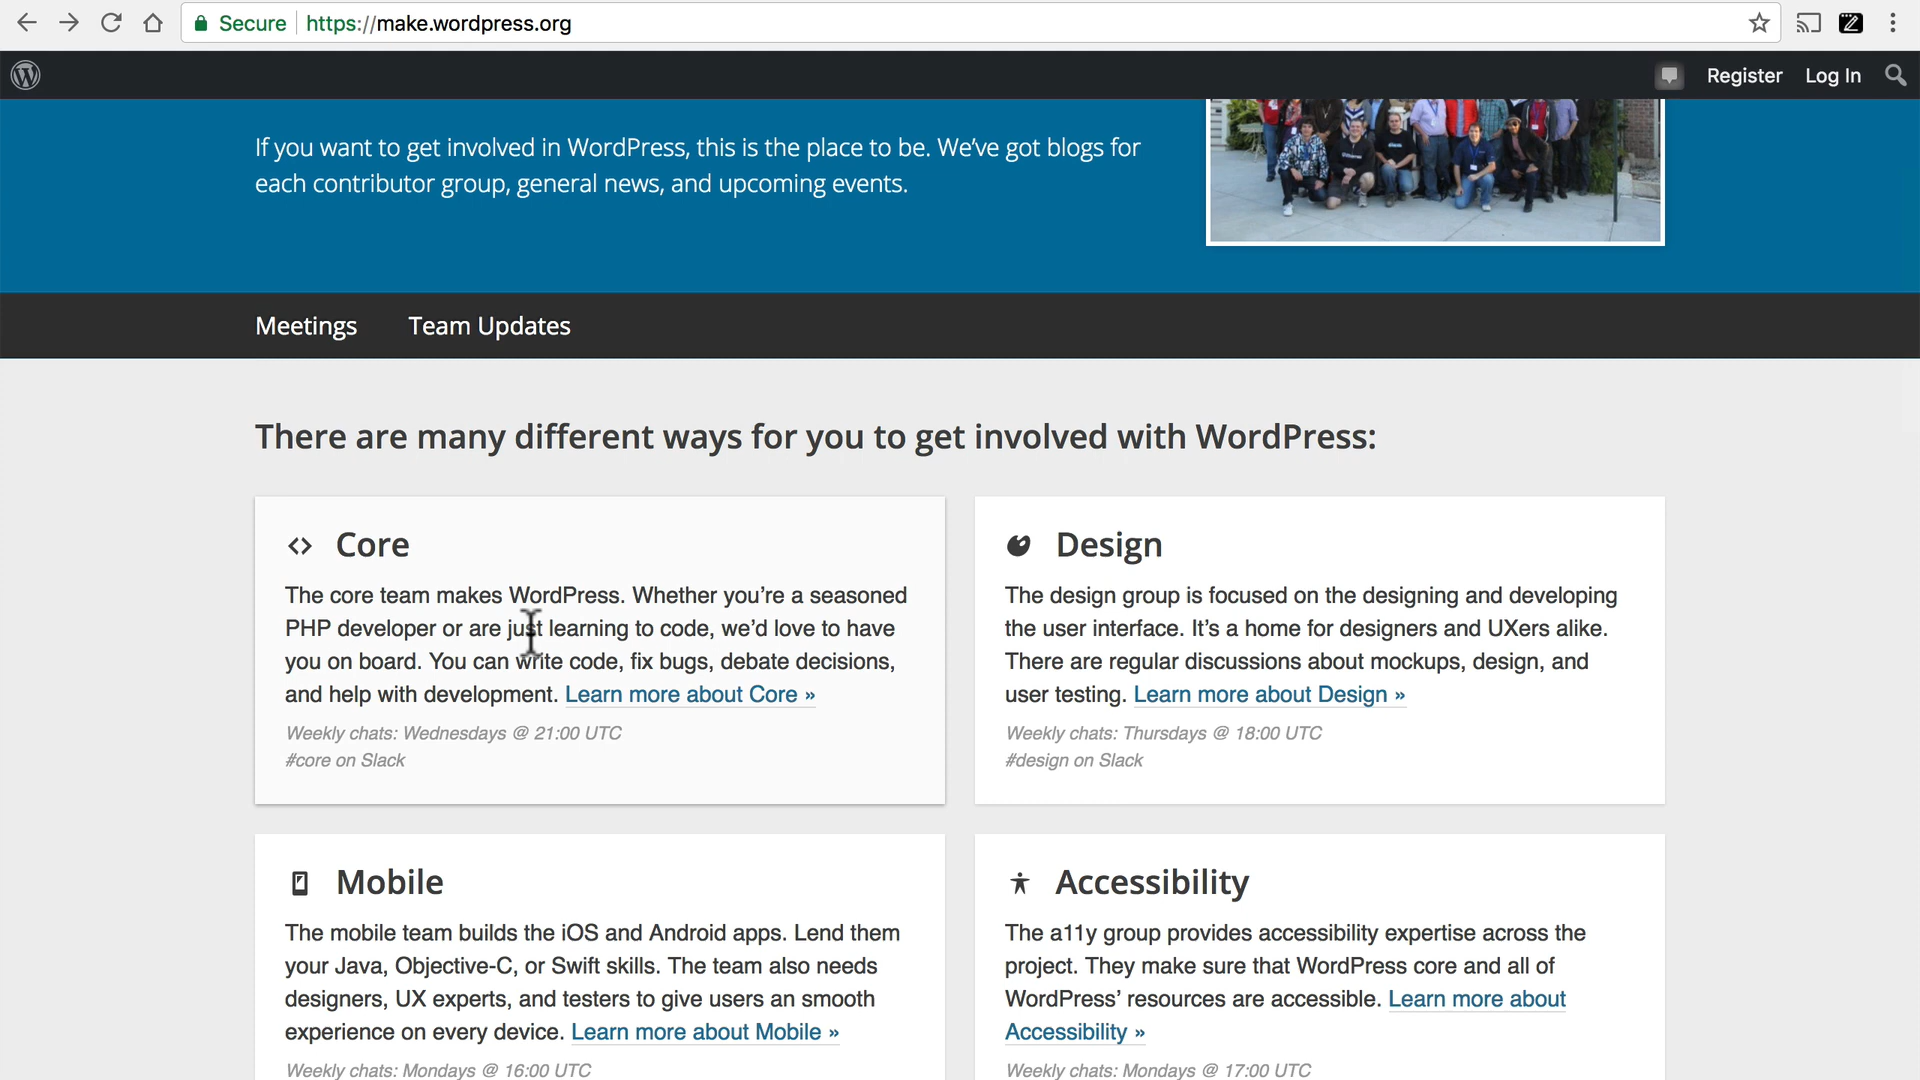 Secure https://make.wordpress.org
Register Log In
If you want to get involved in WordPress, this is the place to be. We've got blogs for
each contributor group, general news, and upcoming events.
Meetings Team Updates
There are many different ways for you to get involved with WordPress:
Core
The core team makes WordPress. Whether you're a seasoned
PHP developer or are just learning to code, we'd love to have
you on board. You can write code, fix bugs, debate decisions,
and help with development. Learn more about Core »
Weekly chats: Wednesdays @ 21:00 UTC
#core on Slack
Design
The design group is focused on the designing and developing
the user interface. It's a home for designers and UXers alike.
There are regular discussions about mockups, design, and
user testing. Learn more about Design »
Weekly chats: Thursdays @ 18:00 UTC
#design on Slack
Mobile
The mobile team builds the iOS and Android apps. Lend them
your Java, Objective-C, or Swift skills. The team also needs
designers, UX experts, and testers to give users an smooth
experience on every device. Learn more about Mobile »
Weekly chats: Mondays @ 16:00 UTC
Accessibility
The a11y group provides accessibility expertise across the
project. They make sure that WordPress core and all of
WordPress' resources are accessible. Learn more about
Accessibility »
Weekly chats: Mondays @ 17:00 UTC